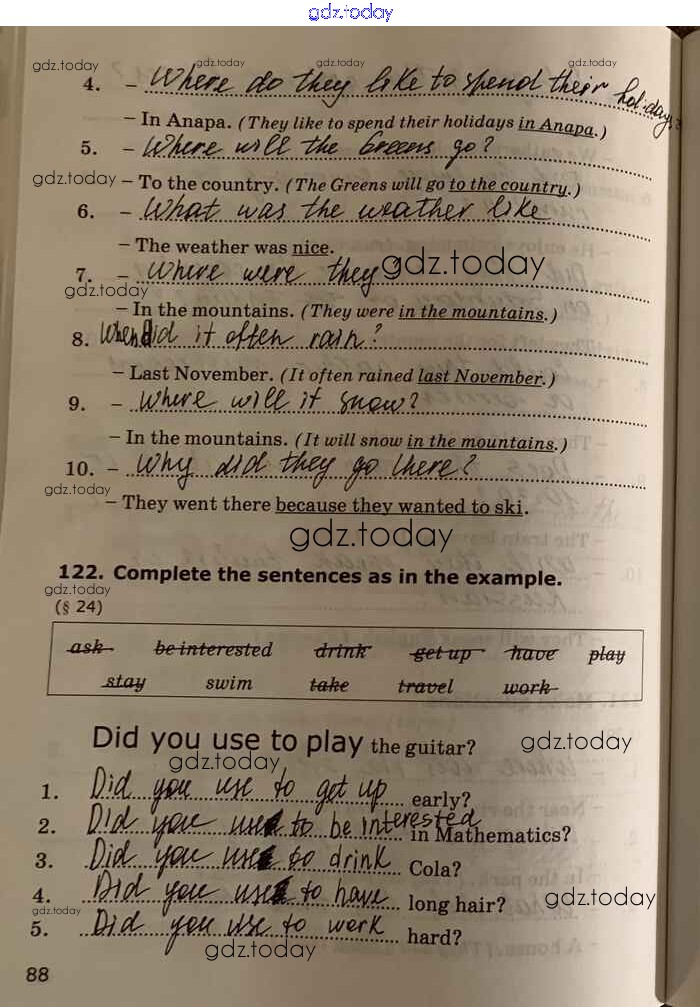 gdz.today
gdz.today gdz.today gdz.today gdz.today
4. – Where do they like to spend their holidays?
– In Anapa. (They like to spend their holidays in Anapa.)
5. – Where will the Greens go?
gdz.today – To the country. (The Greens will go to the country.)
6. – What was the weather like
– The weather was nice.
7. – Where were they gdz.today
gdz.today
– In the mountains. (They were in the mountains.)
8. When did it often rain?
– Last November. (It often rained last November.)
9. – Where will it snow?
– In the mountains. (It will snow in the mountains.)
10. – Why did they go there?
gdz.today
– They went there because they wanted to ski.
gdz.today
122. Complete the sentences as in the example.
gdz.today
(§ 24)
ask be interested drink get up have play
stay swim take travel work
Did you use to play the guitar?
gdz.today gdz.today
1. Did you use to get up early?
2. Did you use to be interested in Mathematics?
3. Did you use to drink Cola?
4. Did you use to have long hair?
gdz.today gdz.today
5. Did you use to work hard?
gdz.today
88